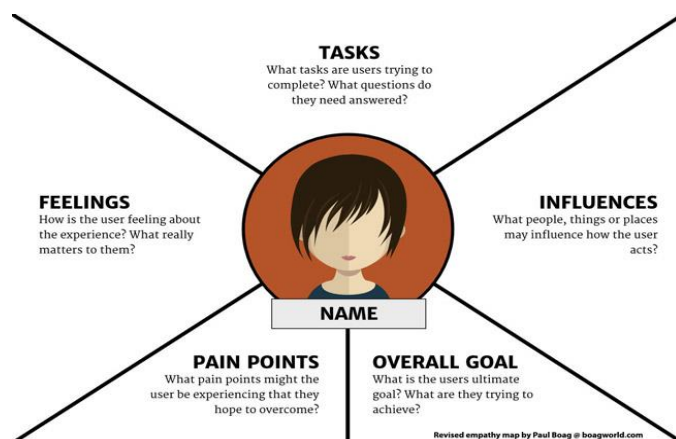 TASKS
What tasks are users trying to
complete? What questions do
they need answered?
FEELINGS
How is the user feeling about
the experience? What really
matters to them?
INFLUENCES
What people, things or places
may influence how the user
acts?
NAME
PAIN POINTS
What pain points might the
user be experiencing that they
hope to overcome?
OVERALL GOAL
What is the users ultimate
goal? What are they trying to
achieve?
Revised empathy map by Paul Boag @ boagworld.com